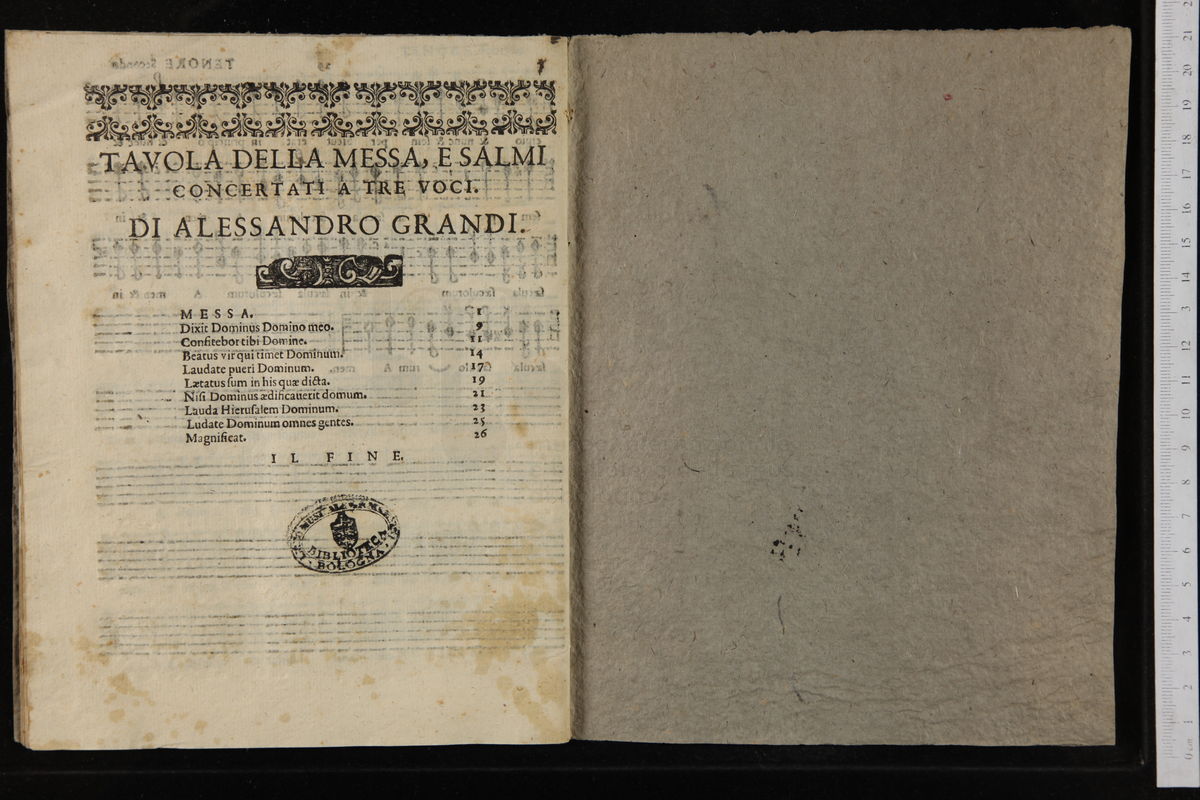 TAVOLA DELLA MESSA, E SALMI
CONCERTATI A TRE VOCI.
DI ALESSANDRO GRANDI.
MESSA. 1
Dixit Dominus Domino meo. 9
Confitebor tibi Domine. 11
Beatus vir qui timet Dominum. 14
Laudate pueri Dominum. 17
Lætatus ſum in his quæ dicta. 19
Niſi Dominus ædificaverit domum. 21
Lauda Hieruſalem Dominum. 23
Ludate Dominum omnes gentes. 25
Magnificat. 26
IL FINE.
BIBLIOTECA
BOLOGNA